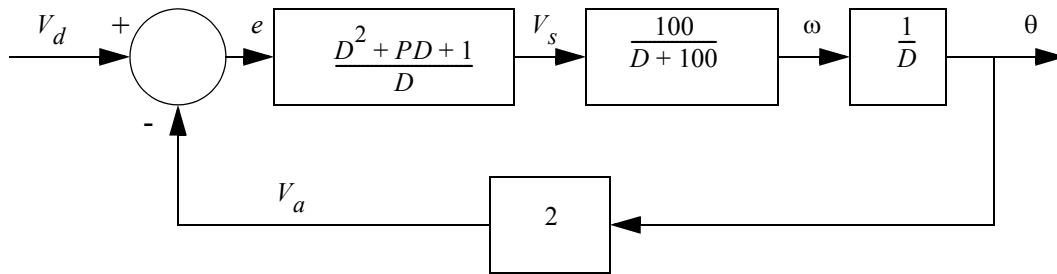 V_d
+
-
e
D^2 + PD + 1
D
V_s
100
D + 100
ω
1
D
θ
V_a
2